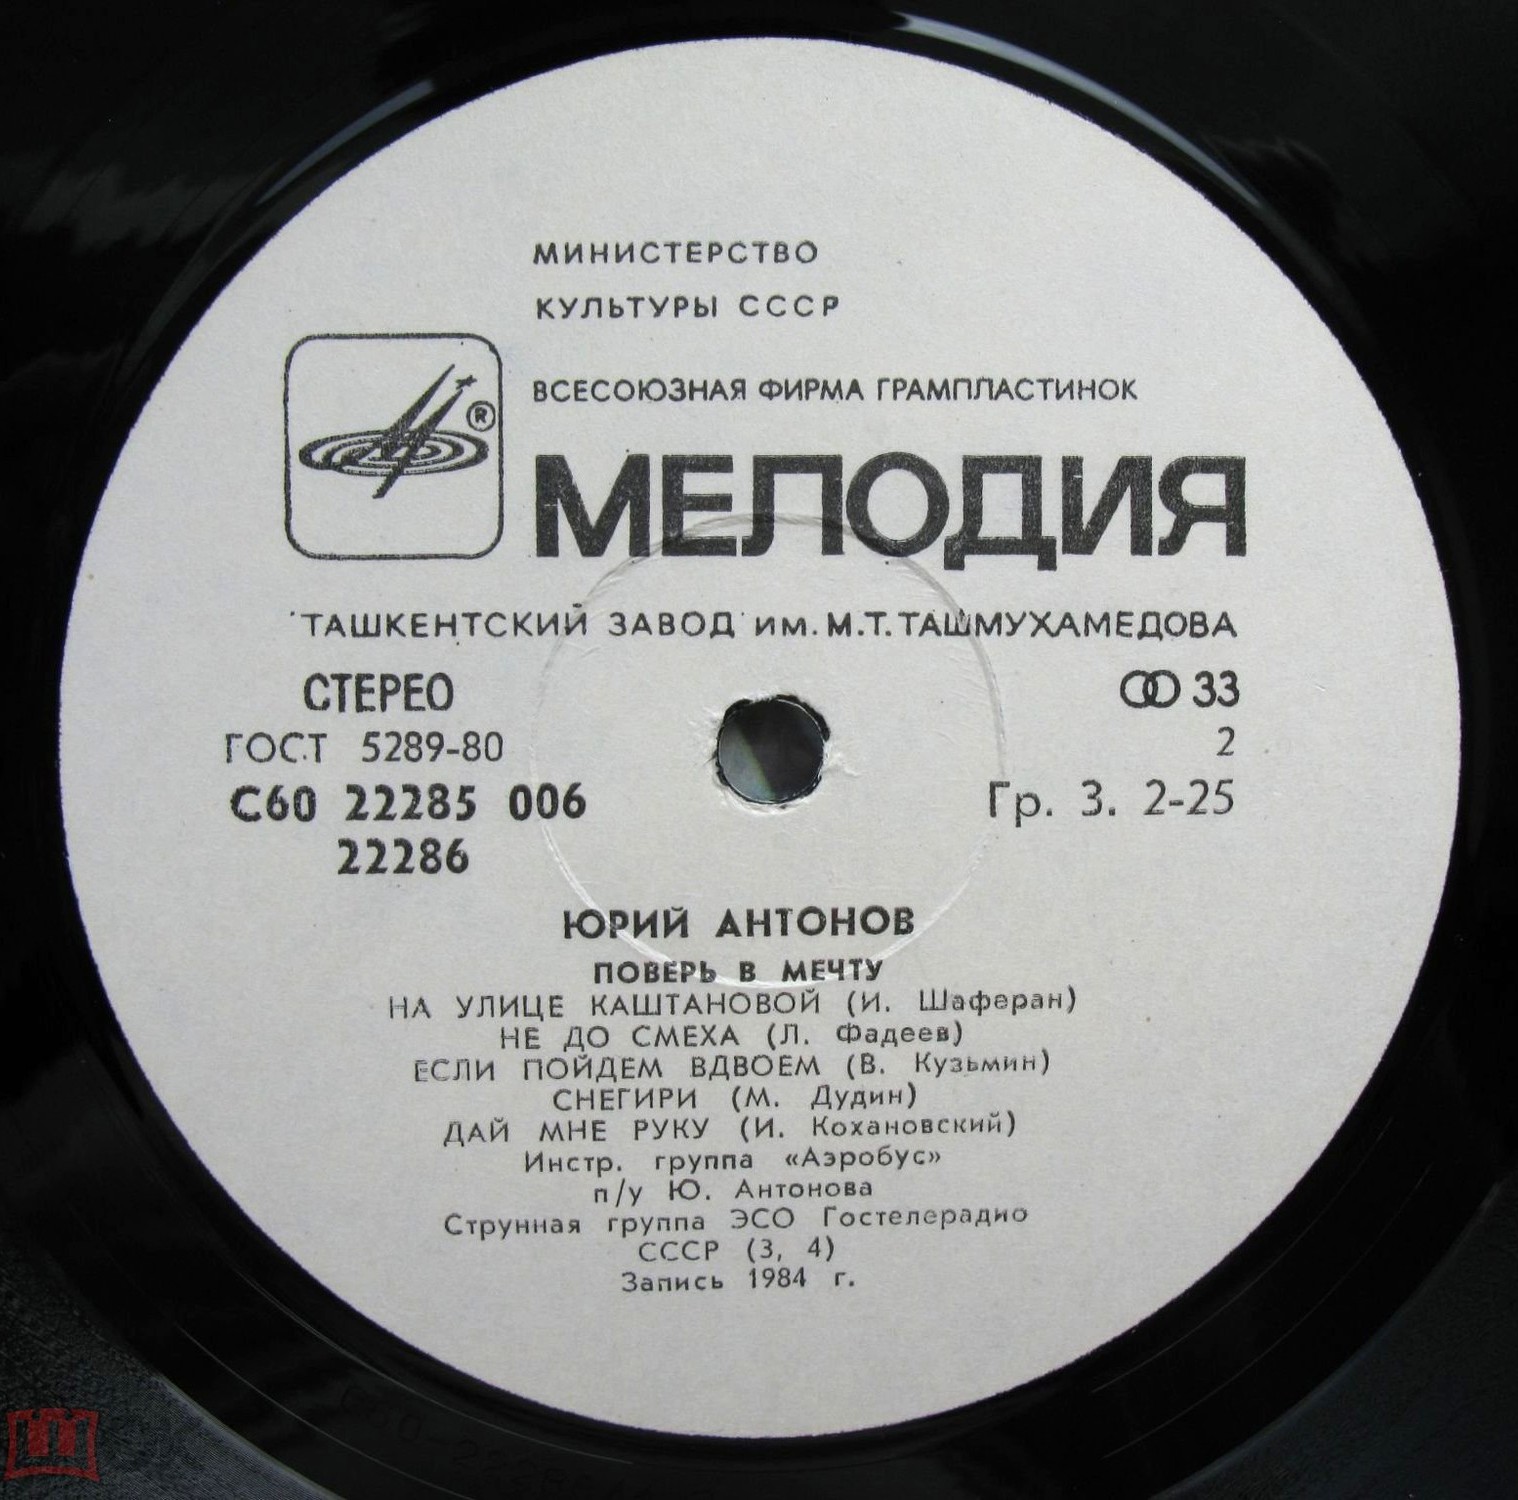 МИНИСТЕРСТВО
КУЛЬТУРЫ СССР
ВСЕСОЮЗНАЯ ФИРМА ГРАМПЛАСТИНОК
®
МЕЛОДИЯ
ТАШКЕНТСКИЙ ЗАВОД им. М.Т. ТАШМУХАМЕДОВА
СТЕРЕО 33
ГОСТ 5289-80 2
С60 22285 006 Гр. 3. 2-25
22286
ЮРИЙ АНТОНОВ
ПОВЕРЬ В МЕЧТУ
НА УЛИЦЕ КАШТАНОВОЙ (И. Шаферан)
НЕ ДО СМЕХА (Л. Фадеев)
ЕСЛИ ПОЙДЕМ ВДВОЕМ (В. Кузьмин)
СНЕГИРИ (М. Дудин)
ДАЙ МНЕ РУКУ (И. Кохановский)
Инстр. группа «Аэробус»
п/у Ю. Антонова
Струнная группа ЭСО Гостелерадио
СССР (3, 4)
Запись 1984 г.